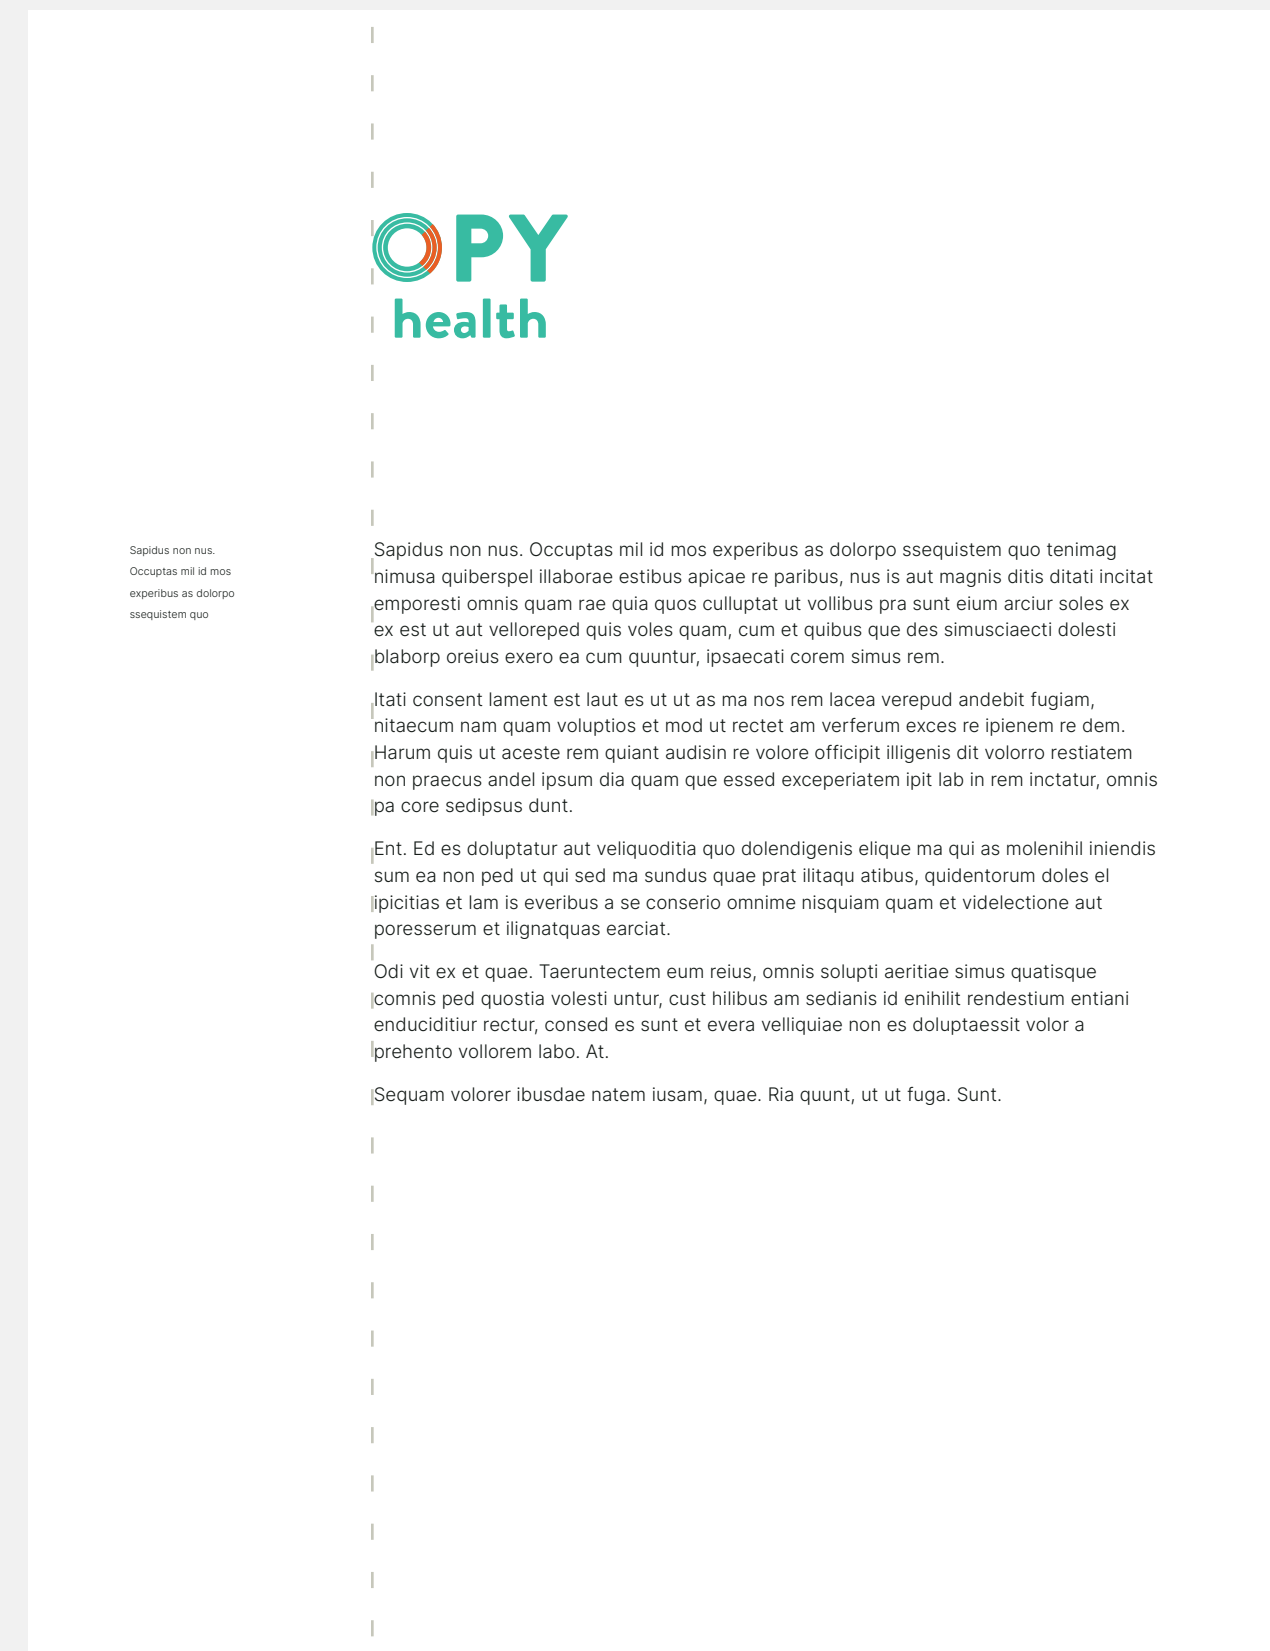 OPY
health
Sapidus non nus.
Occuptas mil id mos
experibus as dolorpo
ssequistem quo
Sapidus non nus. Occuptas mil id mos experibus as dolorpo ssequistem quo tenimag
nimusa quiberspel illaborae estibus apicae re paribus, nus is aut magnis ditis ditati incitat
emporesti omnis quam rae quia quos culluptat ut vollibus pra sunt eium arciur soles ex
ex est ut aut velloreped quis voles quam, cum et quibus que des simusciaecti dolesti
blaborp oreius exero ea cum quuntur, ipsaecati corem simus rem.
Itati consent lament est laut es ut ut as ma nos rem lacea verepud andebit fugiam,
nitaecum nam quam voluptios et mod ut rectet am verferum exces re ipienem re dem.
Harum quis ut aceste rem quiant audisin re volore officipit illigenis dit volorro restiatem
non praecus andel ipsum dia quam que essed exceperiatem ipit lab in rem inctatur, omnis
pa core sedipsus dunt.
Ent. Ed es doluptatur aut veliquoditia quo dolendigenis elique ma qui as molenihil iniendis
sum ea non ped ut qui sed ma sundus quae prat ilitaqu atibus, quidentorum doles el
ipicitias et lam is everibus a se conserio omnime nisquiam quam et videlectione aut
poresserum et ilignatquas earciat.
Odi vit ex et quae. Taeruntectem eum reius, omnis solupti aeritiae simus quatisque
comnis ped quostia volesti untur, cust hilibus am sedianis id enihilit rendestium entiani
enduciditiur rectur, consed es sunt et evera velliquiae non es doluptaessit volor a
prehento vollorem labo. At.
Sequam volorer ibusdae natem iusam, quae. Ria quunt, ut ut fuga. Sunt.